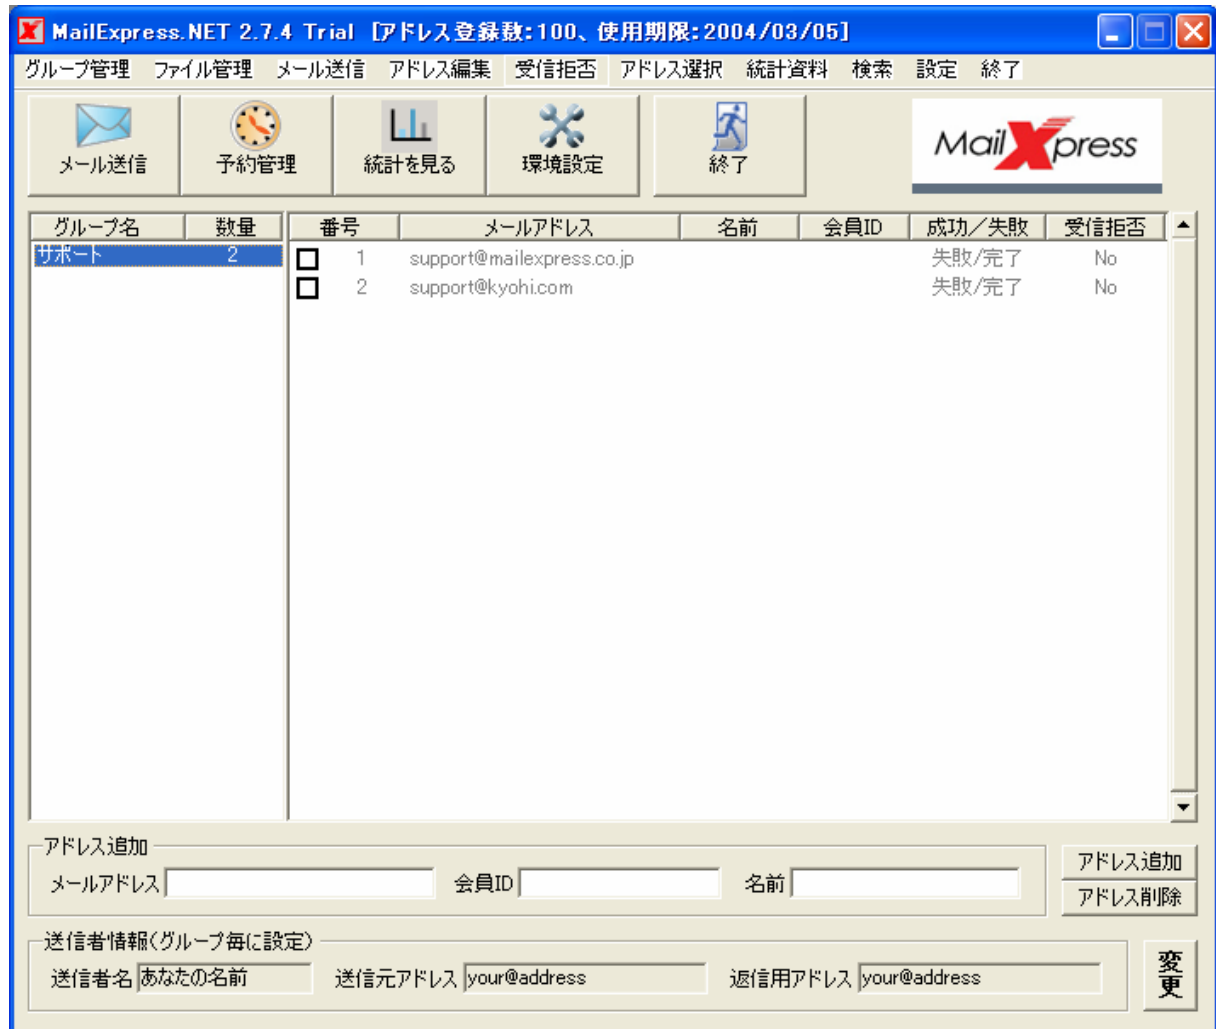 MailExpress.NET 2.7.4 Trial [アドレス登録数:100、使用期限:2004/03/05]
グループ管理 ファイル管理 メール送信 アドレス編集 受信拒否 アドレス選択 統計資料 検索 設定 終了
メール送信 予約管理 統計を見る 環境設定 終了 MailXpress
グループ名 数量 番号 メールアドレス 名前 会員ID 成功/失敗 受信拒否
サポート 2 1 support@mailexpress.co.jp 失敗/完了 No
2 support@kyohi.com 失敗/完了 No
アドレス追加
メールアドレス 会員ID 名前 アドレス追加
アドレス削除
送信者情報(グループ毎に設定)
送信者名 あなたの名前 送信元アドレス your@address 返信用アドレス your@address 変更